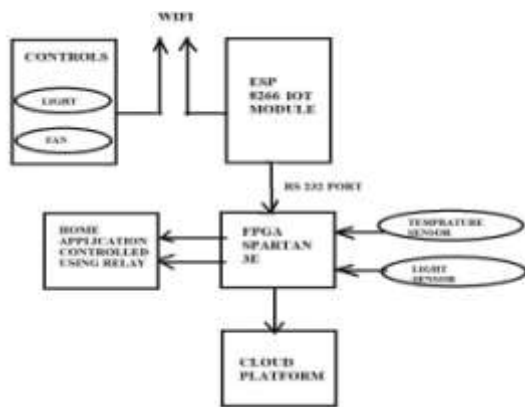 WIFI
CONTROLS
LIGHT
FAN
ESP
8266 IOT
MODULE
RS 232 PORT
HOME
APPLICATION
CONTROLLED
USING RELAY
FPGA
SPARTAN
3E
TEMPRATURE
SENSOR
LIGHT
SENSOR
CLOUD
PLATFORM